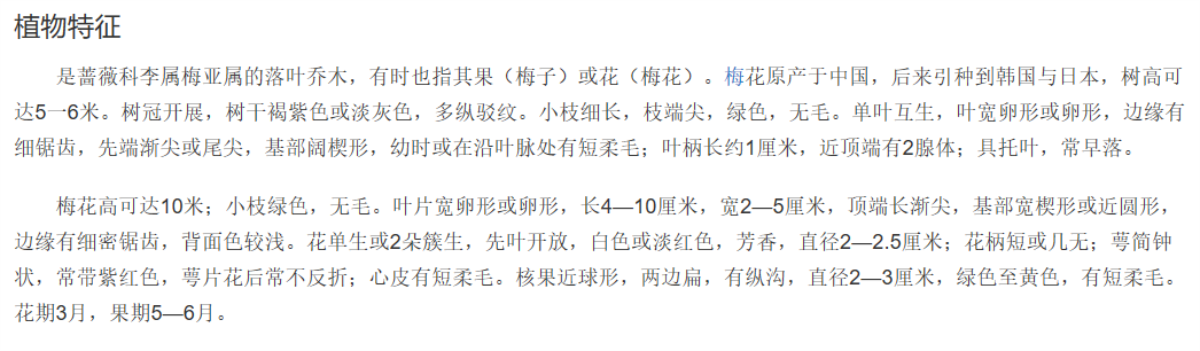 植物特征
是蔷薇科李属梅亚属的落叶乔木，有时也指其果（梅子）或花（梅花）。梅花原产于中国，后来引种到韩国与日本，树高可
达5一6米。树冠开展，树干褐紫色或淡灰色，多纵驳纹。小枝细长，枝端尖，绿色，无毛。单叶互生，叶宽卵形或卵形，边缘有
细锯齿，先端渐尖或尾尖，基部阔楔形，幼时或在沿叶脉处有短柔毛；叶柄长约1厘米，近顶端有2腺体；具托叶，常早落。
梅花高可达10米；小枝绿色，无毛。叶片宽卵形或卵形，长4—10厘米，宽2—5厘米，顶端长渐尖，基部宽楔形或近圆形，
边缘有细密锯齿，背面色较浅。花单生或2朵簇生，先叶开放，白色或淡红色，芳香，直径2—2.5厘米；花柄短或几无；萼筒钟
状，常带紫红色，萼片花后常不反折；心皮有短柔毛。核果近球形，两边扁，有纵沟，直径2—3厘米，绿色至黄色，有短柔毛。
花期3月，果期5—6月。